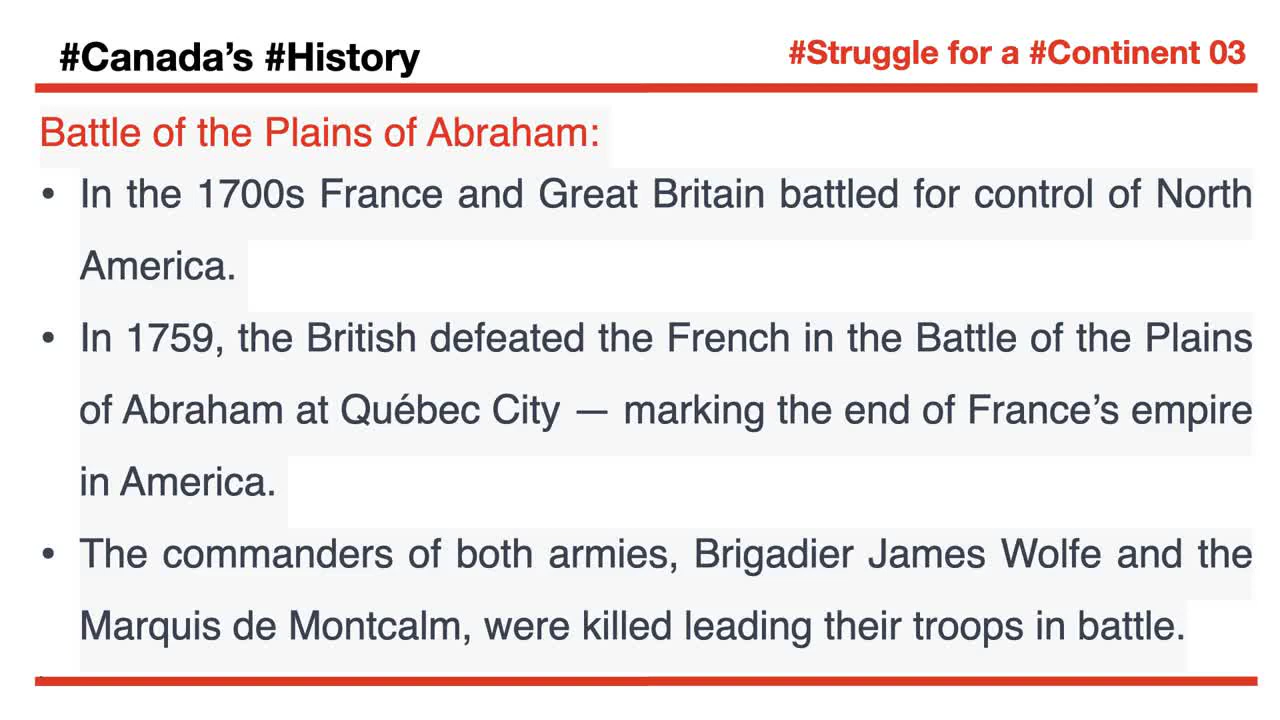 #Canada’s #History
#Struggle for a #Continent 03
Battle of the Plains of Abraham:
• In the 1700s France and Great Britain battled for control of North
America.
• In 1759, the British defeated the French in the Battle of the Plains
of Abraham at Québec City — marking the end of France’s empire
in America.
• The commanders of both armies, Brigadier James Wolfe and the
Marquis de Montcalm, were killed leading their troops in battle.